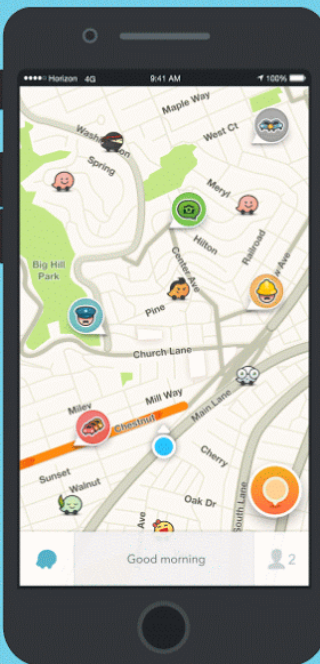 Horizon 4G 9:41 AM 100%
Maple Way
West Ct
Spring
Meryl
Hilton
Railroad
Center Ave
Big Hill
Park
Pine
Church Lane
Mill Way
Main Lane
Miley
Chestnut
Cherry
Sunset
Walnut
Oak Dr
South Lane
Ave
Good morning
2